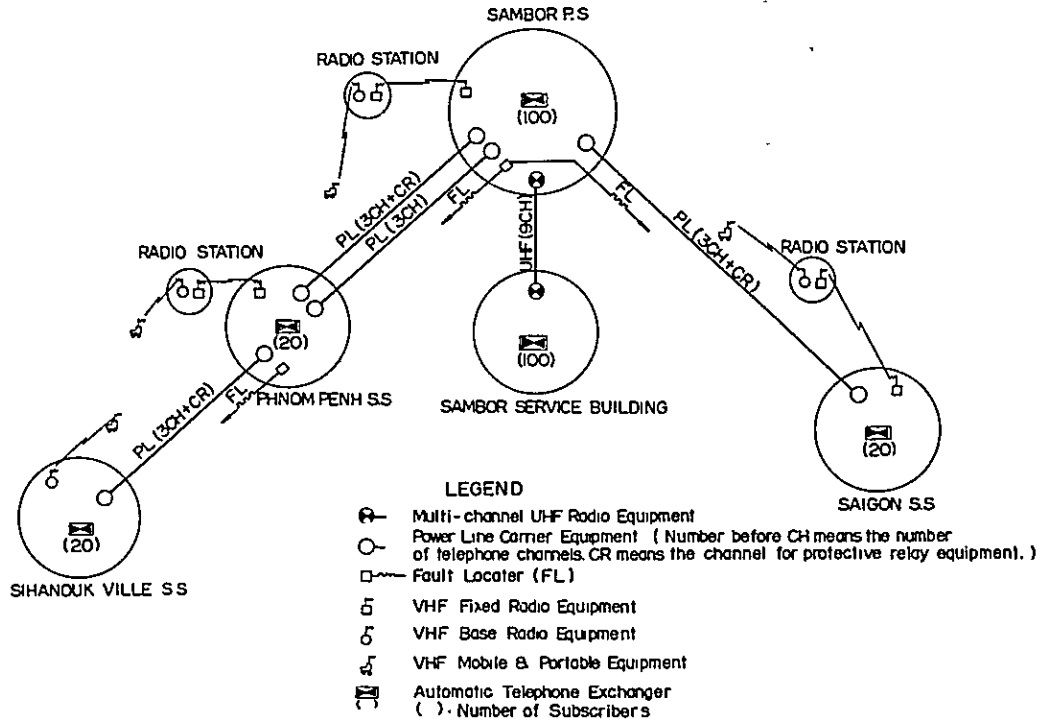 SAMBOR P.S
RADIO STATION
(100)
PL(3CH+CR)
PL(3CH)
FL
FL
UHF(9CH)
PL(3CH+CR)
RADIO STATION
RADIO STATION
(20)
(100)
PHNOM PENH S.S
FL
SAMBOR SERVICE BUILDING
PL(3CH+CR)
(20)
SAIGON S.S
(20)
SIHANOUK VILLE S S
LEGEND
Multi-channel UHF Radio Equipment
Power Line Carrier Equipment ( Number before CH means the number
of telephone channels. CR means the channel for protective relay equipment. )
Fault Locater (FL)
VHF Fixed Radio Equipment
VHF Base Radio Equipment
VHF Mobile & Portable Equipment
Automatic Telephone Exchanger
( ) . Number of Subscribers